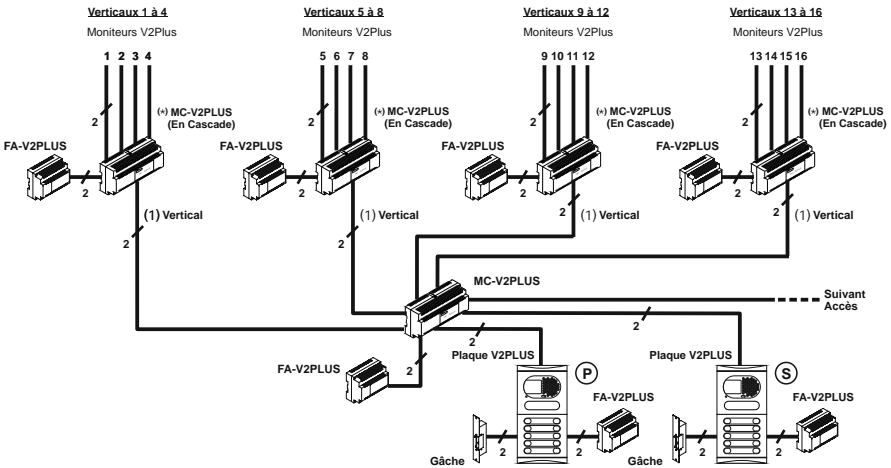 Verticaux 1 à 4
Moniteurs V2Plus
1 2 3 4
2
(*) MC-V2PLUS
(En Cascade)
FA-V2PLUS
2
(1) Vertical
2
Verticaux 5 à 8
Moniteurs V2Plus
5 6 7 8
2
(*) MC-V2PLUS
(En Cascade)
FA-V2PLUS
2
(1) Vertical
2
Verticaux 9 à 12
Moniteurs V2Plus
9 10 11 12
2
(*) MC-V2PLUS
(En Cascade)
FA-V2PLUS
2
(1) Vertical
2
Verticaux 13 à 16
Moniteurs V2Plus
13 14 15 16
2
(*) MC-V2PLUS
(En Cascade)
FA-V2PLUS
2
(1) Vertical
2
MC-V2PLUS
Suivant
Accès
2
2
FA-V2PLUS
2
Plaque V2PLUS
P
FA-V2PLUS
2
2
Gâche
Plaque V2PLUS
S
FA-V2PLUS
2
2
Gâche